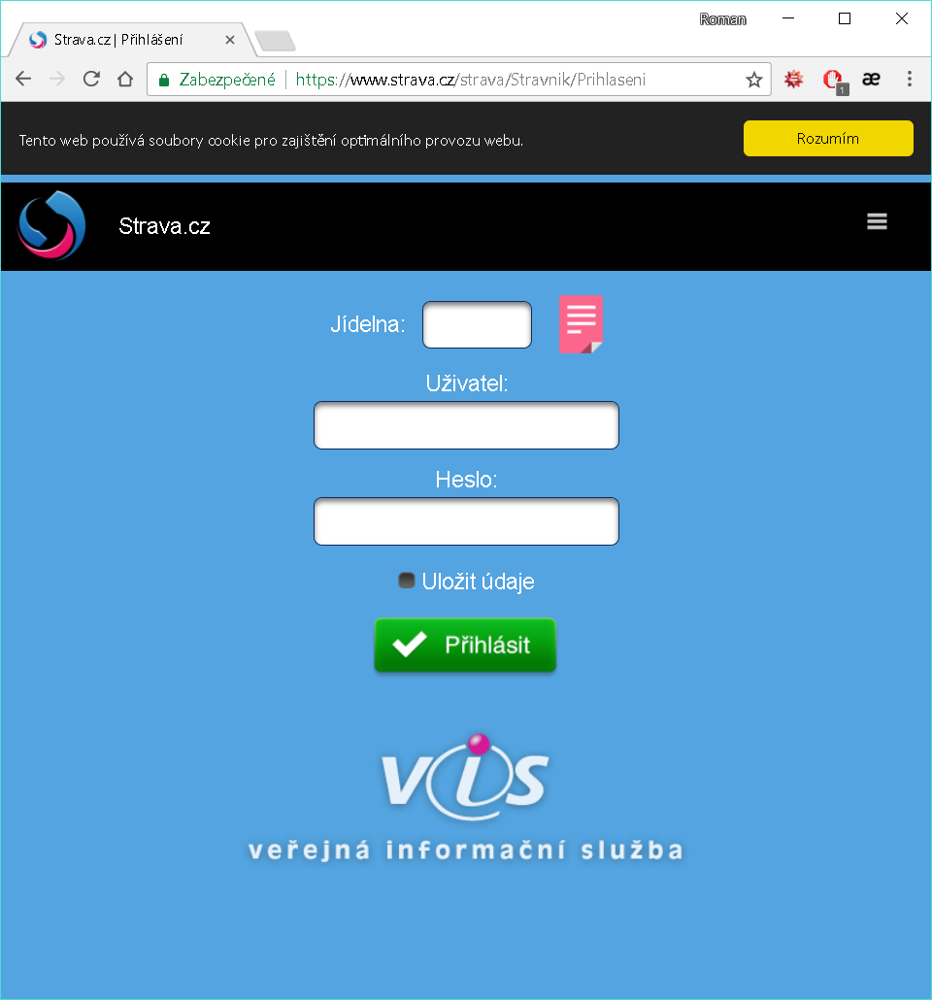 Roman
Strava.cz | Přihlášení
Zabezpečené https://www.strava.cz/strava/Stravnik/Prihlaseni
1 æ
Tento web používá soubory cookie pro zajištění optimálního provozu webu.
Rozumím
Strava.cz
Jídelna:
Uživatel:
Heslo:
Uložit údaje
Přihlásit
vis
veřejná informační služba